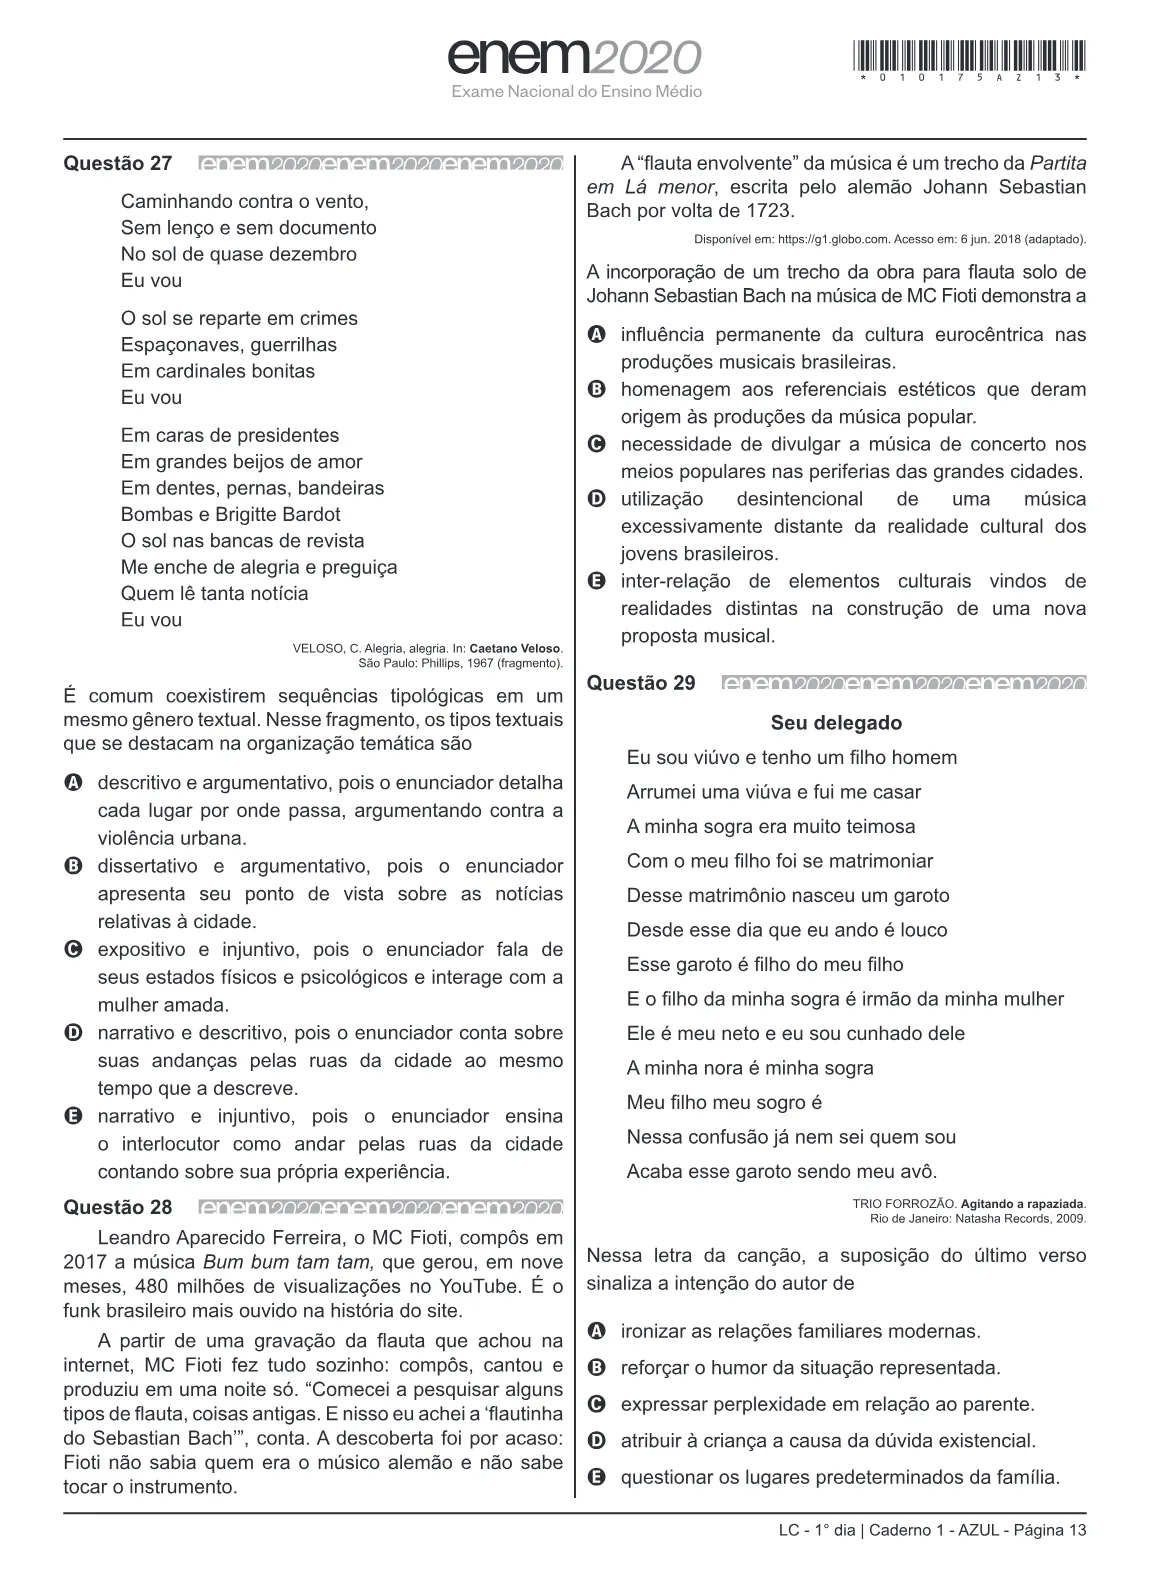 enem2020
Exame Nacional do Ensino Médio
*010175AZ13*
Questão 27 enem2020enem2020enem2020
Caminhando contra o vento,
Sem lenço e sem documento
No sol de quase dezembro
Eu vou
O sol se reparte em crimes
Espaçonaves, guerrilhas
Em cardinales bonitas
Eu vou
Em caras de presidentes
Em grandes beijos de amor
Em dentes, pernas, bandeiras
Bombas e Brigitte Bardot
O sol nas bancas de revista
Me enche de alegria e preguiça
Quem lê tanta notícia
Eu vou
VELOSO, C. Alegria, alegria. In: Caetano Veloso.
São Paulo: Phillips, 1967 (fragmento).
É comum coexistirem sequências tipológicas em um
mesmo gênero textual. Nesse fragmento, os tipos textuais
que se destacam na organização temática são
A descritivo e argumentativo, pois o enunciador detalha
cada lugar por onde passa, argumentando contra a
violência urbana.
B dissertativo e argumentativo, pois o enunciador
apresenta seu ponto de vista sobre as notícias
relativas à cidade.
C expositivo e injuntivo, pois o enunciador fala de
seus estados físicos e psicológicos e interage com a
mulher amada.
D narrativo e descritivo, pois o enunciador conta sobre
suas andanças pelas ruas da cidade ao mesmo
tempo que a descreve.
E narrativo e injuntivo, pois o enunciador ensina
o interlocutor como andar pelas ruas da cidade
contando sobre sua própria experiência.
Questão 28 enem2020enem2020enem2020
Leandro Aparecido Ferreira, o MC Fioti, compôs em
2017 a música Bum bum tam tam, que gerou, em nove
meses, 480 milhões de visualizações no YouTube. É o
funk brasileiro mais ouvido na história do site.
A partir de uma gravação da flauta que achou na
internet, MC Fioti fez tudo sozinho: compôs, cantou e
produziu em uma noite só. “Comecei a pesquisar alguns
tipos de flauta, coisas antigas. E nisso eu achei a ‘flautinha
do Sebastian Bach’”, conta. A descoberta foi por acaso:
Fioti não sabia quem era o músico alemão e não sabe
tocar o instrumento.
A “flauta envolvente” da música é um trecho da Partita
em Lá menor, escrita pelo alemão Johann Sebastian
Bach por volta de 1723.
Disponível em: https://g1.globo.com. Acesso em: 6 jun. 2018 (adaptado).
A incorporação de um trecho da obra para flauta solo de
Johann Sebastian Bach na música de MC Fioti demonstra a
A influência permanente da cultura eurocêntrica nas
produções musicais brasileiras.
B homenagem aos referenciais estéticos que deram
origem às produções da música popular.
C necessidade de divulgar a música de concerto nos
meios populares nas periferias das grandes cidades.
D utilização desintencional de uma música
excessivamente distante da realidade cultural dos
jovens brasileiros.
E inter-relação de elementos culturais vindos de
realidades distintas na construção de uma nova
proposta musical.
Questão 29 enem2020enem2020enem2020
Seu delegado
Eu sou viúvo e tenho um filho homem
Arrumei uma viúva e fui me casar
A minha sogra era muito teimosa
Com o meu filho foi se matrimoniar
Desse matrimônio nasceu um garoto
Desde esse dia que eu ando é louco
Esse garoto é filho do meu filho
E o filho da minha sogra é irmão da minha mulher
Ele é meu neto e eu sou cunhado dele
A minha nora é minha sogra
Meu filho meu sogro é
Nessa confusão já nem sei quem sou
Acaba esse garoto sendo meu avô.
TRIO FORROZÃO. Agitando a rapaziada.
Rio de Janeiro: Natasha Records, 2009.
Nessa letra da canção, a suposição do último verso
sinaliza a intenção do autor de
A ironizar as relações familiares modernas.
B reforçar o humor da situação representada.
C expressar perplexidade em relação ao parente.
D atribuir à criança a causa da dúvida existencial.
E questionar os lugares predeterminados da família.
LC - 1° dia | Caderno 1 - AZUL - Página 13